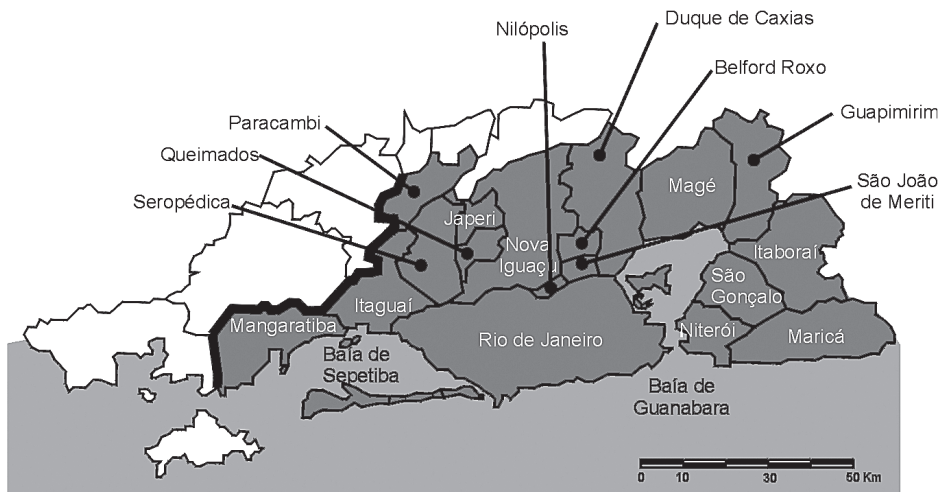 Nilópolis
Duque de Caxias
Belford Roxo
Guapimirim
Paracambi
Queimados
Seropédica
São João
de Meriti
Magé
Japeri
Nova
Iguaçu
Itaboraí
São
Gonçalo
Itaguaí
Mangaratiba
Niterói
Maricá
Rio de Janeiro
Baía de
Sepetiba
Baía de
Guanabara
0 10 30 50 Km